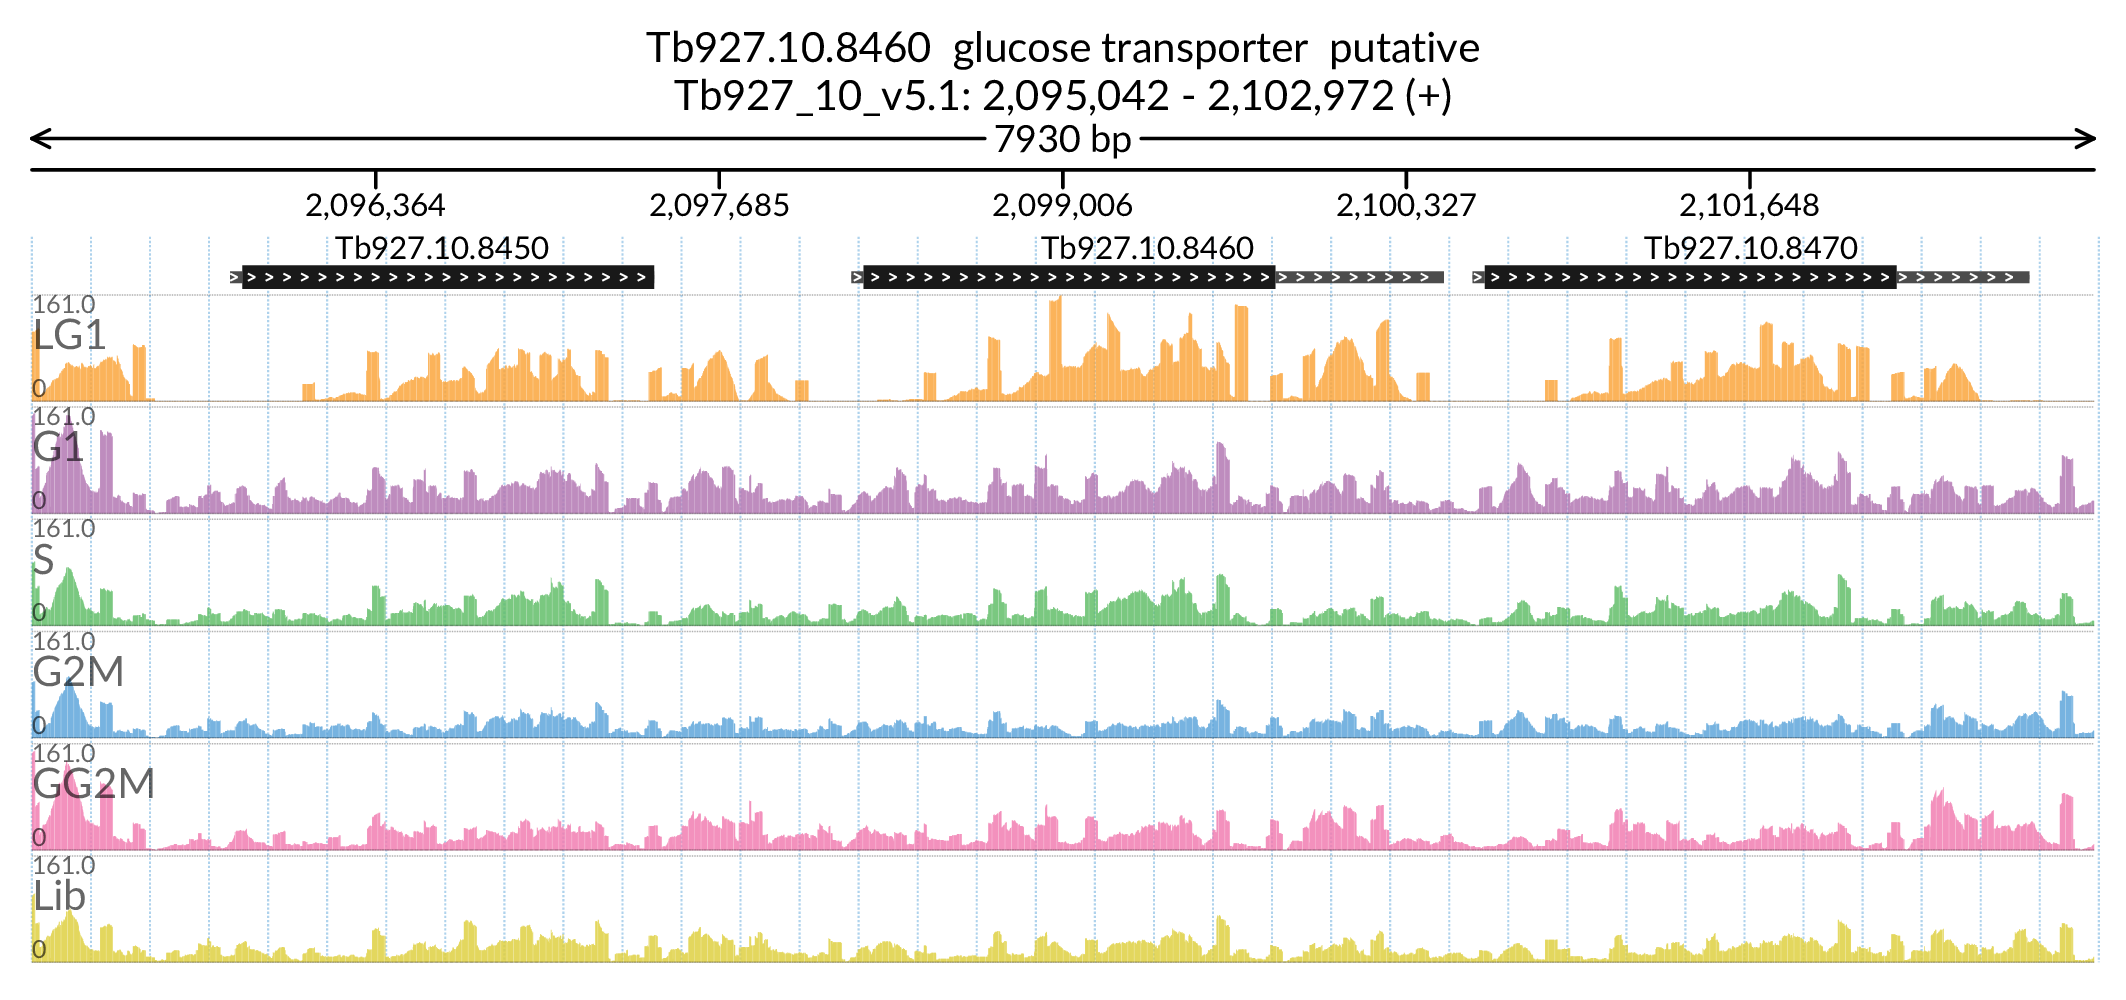 Tb927.10.8460 glucose transporter putative
Tb927_10_v5.1: 2,095,042 - 2,102,972 (+)
7930 bp
2,096,364 2,097,685 2,099,006 2,100,327 2,101,648
Tb927.10.8450 Tb927.10.8460 Tb927.10.8470
161.0
LG1
0
161.0
G1
0
161.0
S
0
161.0
G2M
0
161.0
GG2M
0
161.0
Lib
0